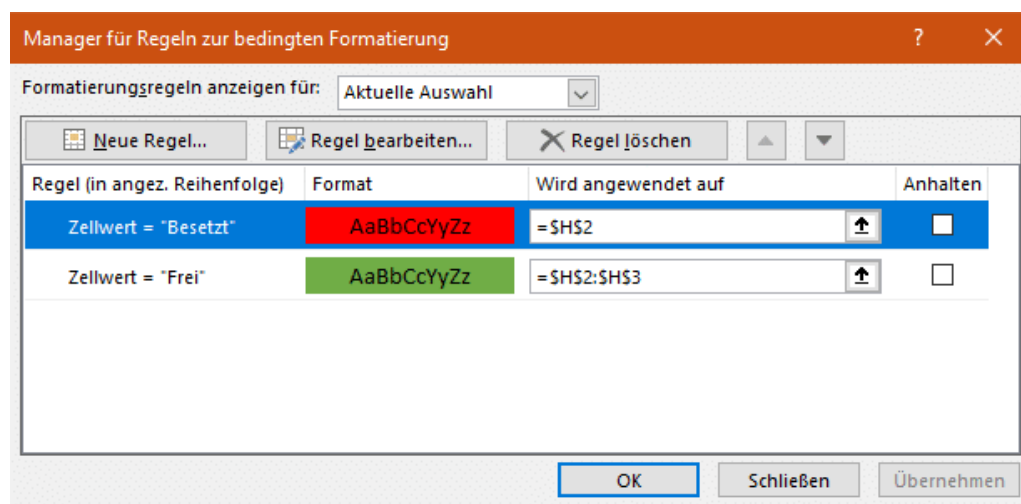 Manager für Regeln zur bedingten Formatierung ? ×
Formatierungsregeln anzeigen für: Aktuelle Auswahl
Neue Regel... Regel bearbeiten... Regel löschen
Regel (in angez. Reihenfolge) Format Wird angewendet auf Anhalten
Zellwert = "Besetzt" AaBbCcYyZz =$H$2
Zellwert = "Frei" AaBbCcYyZz =$H$2:$H$3
OK Schließen Übernehmen